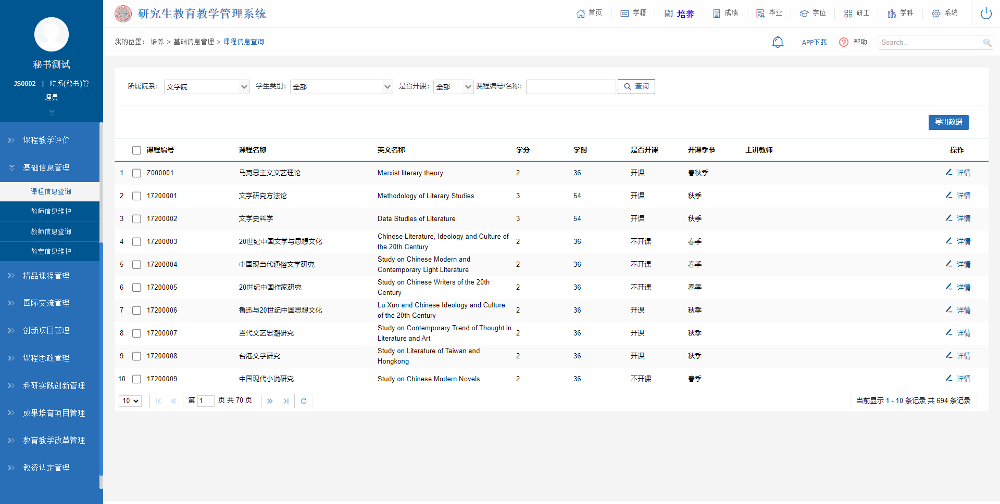 研究生教育教学管理系统
首页
学籍
培养
成绩
毕业
学位
研工
学科
系统
秘书测试
JS0002 | 院系(秘书)管
理员
我的位置： 培养 > 基础信息管理 > 课程信息查询
APP下载
帮助
Search...
课程教学评价
基础信息管理
课程信息查询
教师信息维护
教师信息查询
教室信息维护
精品课程管理
国际交流管理
创新项目管理
课程思政管理
科研实践创新管理
成果培育项目管理
教育教学改革管理
教资认定管理
所属院系： 文学院 学生类别： 全部 是否开课： 全部 课程编号/名称： 查询
导出数据
课程编号 课程名称 英文名称 学分 学时 是否开课 开课季节 主讲教师 操作
1 Z000001 马克思主义文艺理论 Marxist literary theory 2 36 开课 春秋季 详情
2 17200001 文学研究方法论 Methodology of Literary Studies 3 54 开课 秋季 详情
3 17200002 文学史料学 Data Studies of Literature 3 54 开课 秋季 详情
4 17200003 20世纪中国文学与思想文化 Chinese Literature, Ideology and Culture of
the 20th Century 2 36 不开课 春季 详情
5 17200004 中国现当代通俗文学研究 Study on Chinese Modern and
Contemporary Light Literature 2 36 不开课 春季 详情
6 17200005 20世纪中国作家研究 Study on Chinese Writers of the 20th
Century 2 36 不开课 春季 详情
7 17200006 鲁迅与20世纪中国思想文化 Lu Xun and Chinese Ideology and Culture
of the 20th Century 2 36 开课 秋季 详情
8 17200007 当代文艺思潮研究 Study on Contemporary Trend of Thought in
Literature and Art 2 36 开课 秋季 详情
9 17200008 台港文学研究 Study on Literature of Taiwan and
Hongkong 2 36 开课 秋季 详情
10 17200009 中国现代小说研究 Study on Chinese Modern Novels 2 36 不开课 春季 详情
10 第 1 页 共 70 页
当前显示 1 - 10 条记录 共 694 条记录